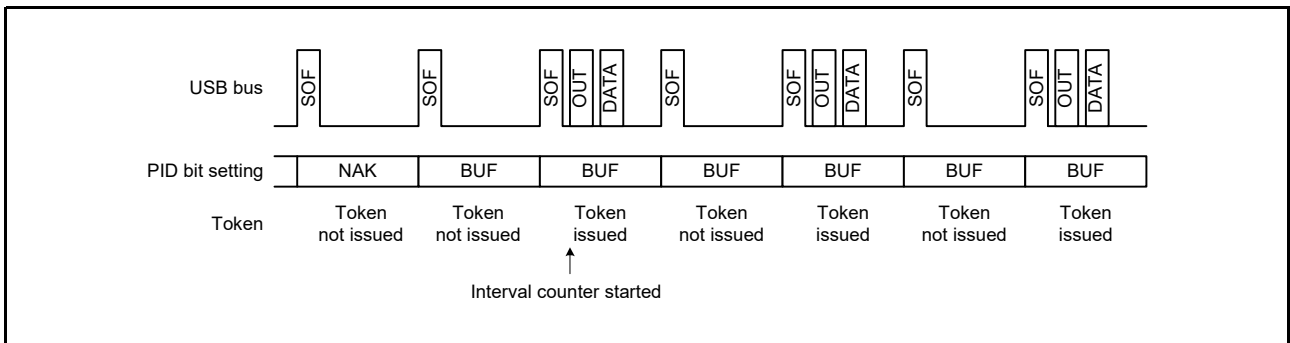 USB bus
SOF SOF SOF OUT DATA SOF SOF OUT DATA SOF SOF OUT DATA
PID bit setting NAK BUF BUF BUF BUF BUF BUF
Token Token not issued Token not issued Token issued Token not issued Token issued Token not issued Token issued
Interval counter started